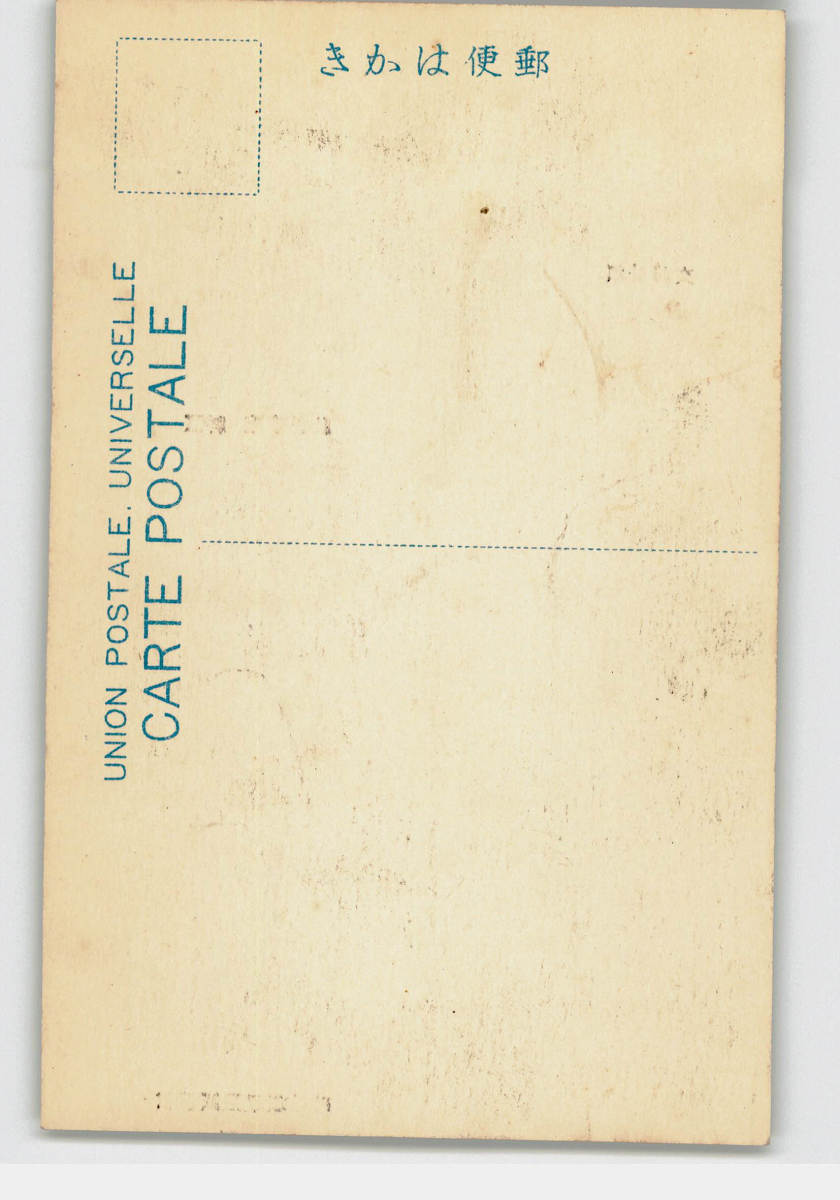 きかは便郵
UNION POSTALE. UNIVERSELLE
CARTE POSTALE